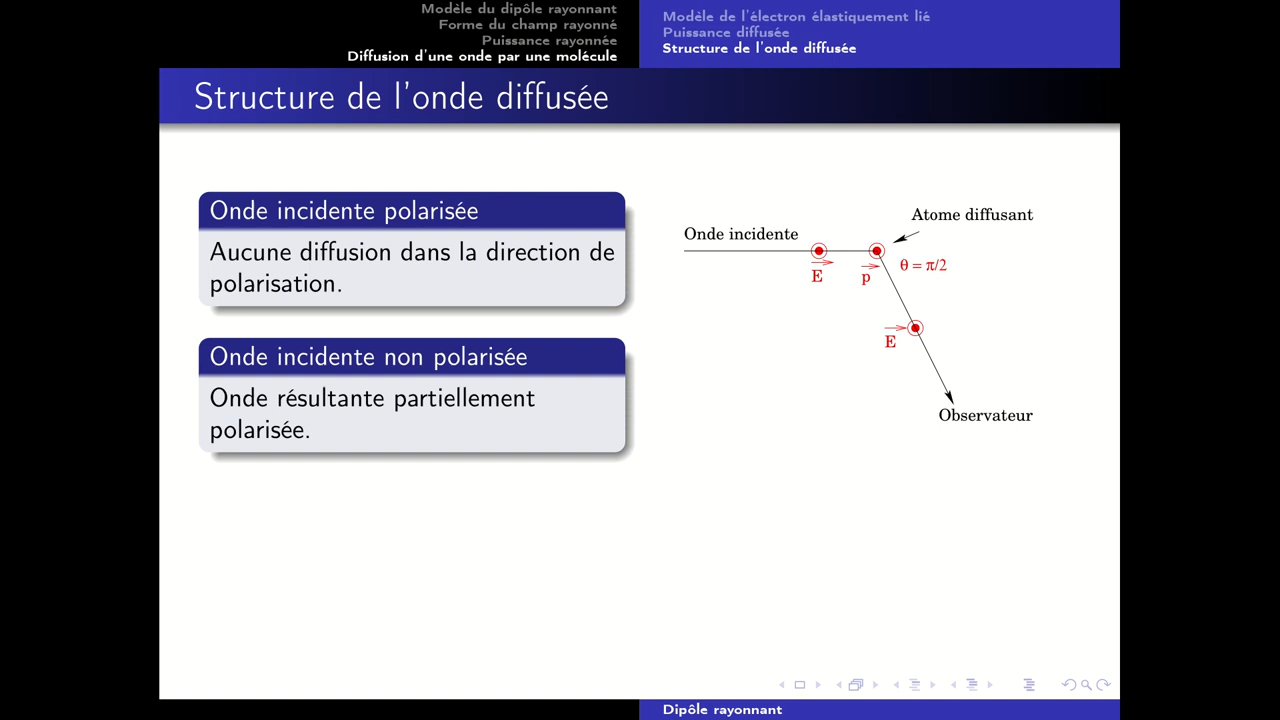 Modèle du dipôle rayonnant
Forme du champ rayonné
Puissance rayonnée
Diffusion d'une onde par une molécule
Modèle de l'électron élastiquement lié
Puissance diffusée
Structure de l'onde diffusée
Structure de l'onde diffusée
Onde incidente polarisée
Aucune diffusion dans la direction de
polarisation.
Onde incidente non polarisée
Onde résultante partiellement
polarisée.
Atome diffusant
Onde incidente
E
p
θ = π/2
E
Observateur
Dipôle rayonnant